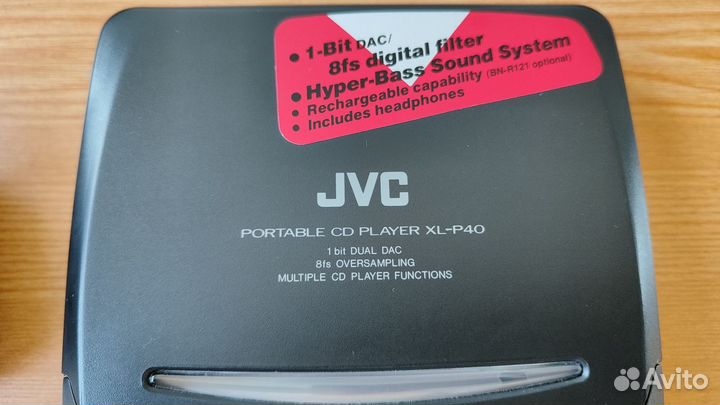 • 1-Bit DAC/
8fs digital filter
• Hyper-Bass Sound System
• Rechargeable capability (BN-R121 optional)
• Includes headphones
JVC
PORTABLE CD PLAYER XL-P40
1 bit DUAL DAC
8fs OVERSAMPLING
MULTIPLE CD PLAYER FUNCTIONS
Avito